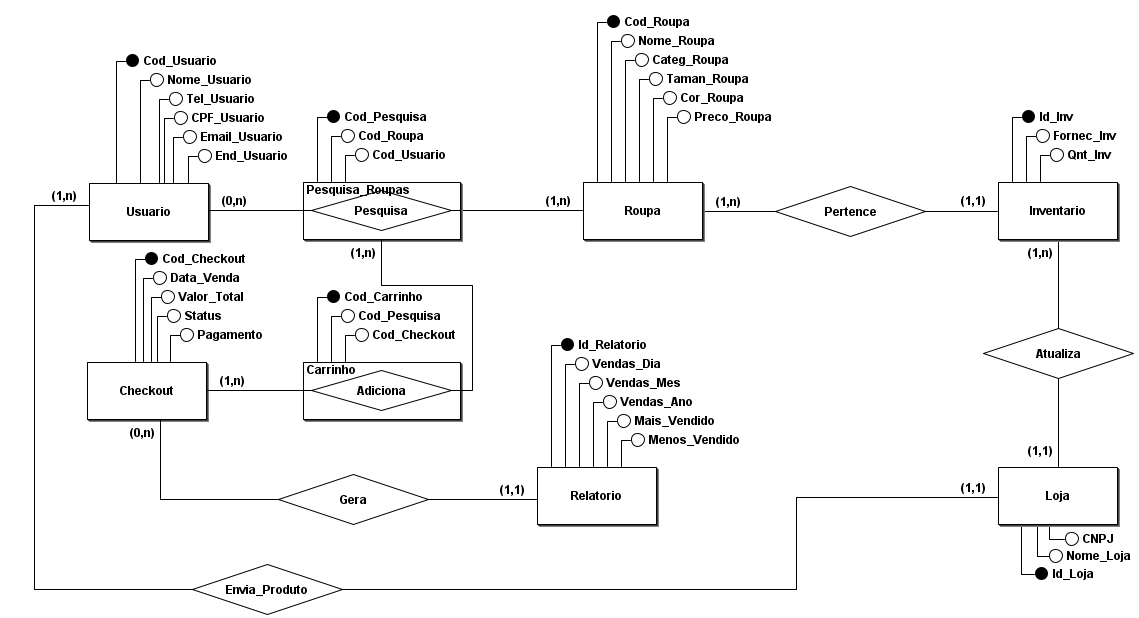 Cod_Roupa
Nome_Roupa
Categ_Roupa
Taman_Roupa
Cor_Roupa
Preco_Roupa
Cod_Usuario
Nome_Usuario
Tel_Usuario
CPF_Usuario
Email_Usuario
End_Usuario
Cod_Pesquisa
Cod_Roupa
Cod_Usuario
Id_Inv
Fornec_Inv
Qnt_Inv
(1,n)
Usuario
(0,n)
Pesquisa_Roupas
Pesquisa
(1,n)
Roupa
(1,n)
Pertence
(1,1)
Inventario
(1,n)
(1,n)
Cod_Checkout
Data_Venda
Valor_Total
Status
Pagamento
Cod_Carrinho
Cod_Pesquisa
Cod_Checkout
Checkout
(1,n)
Carrinho
Adiciona
Id_Relatorio
Vendas_Dia
Vendas_Mes
Vendas_Ano
Mais_Vendido
Menos_Vendido
Atualiza
(0,n)
(1,1)
Gera
(1,1)
Relatorio
(1,1)
Loja
CNPJ
Nome_Loja
Id_Loja
Envia_Produto